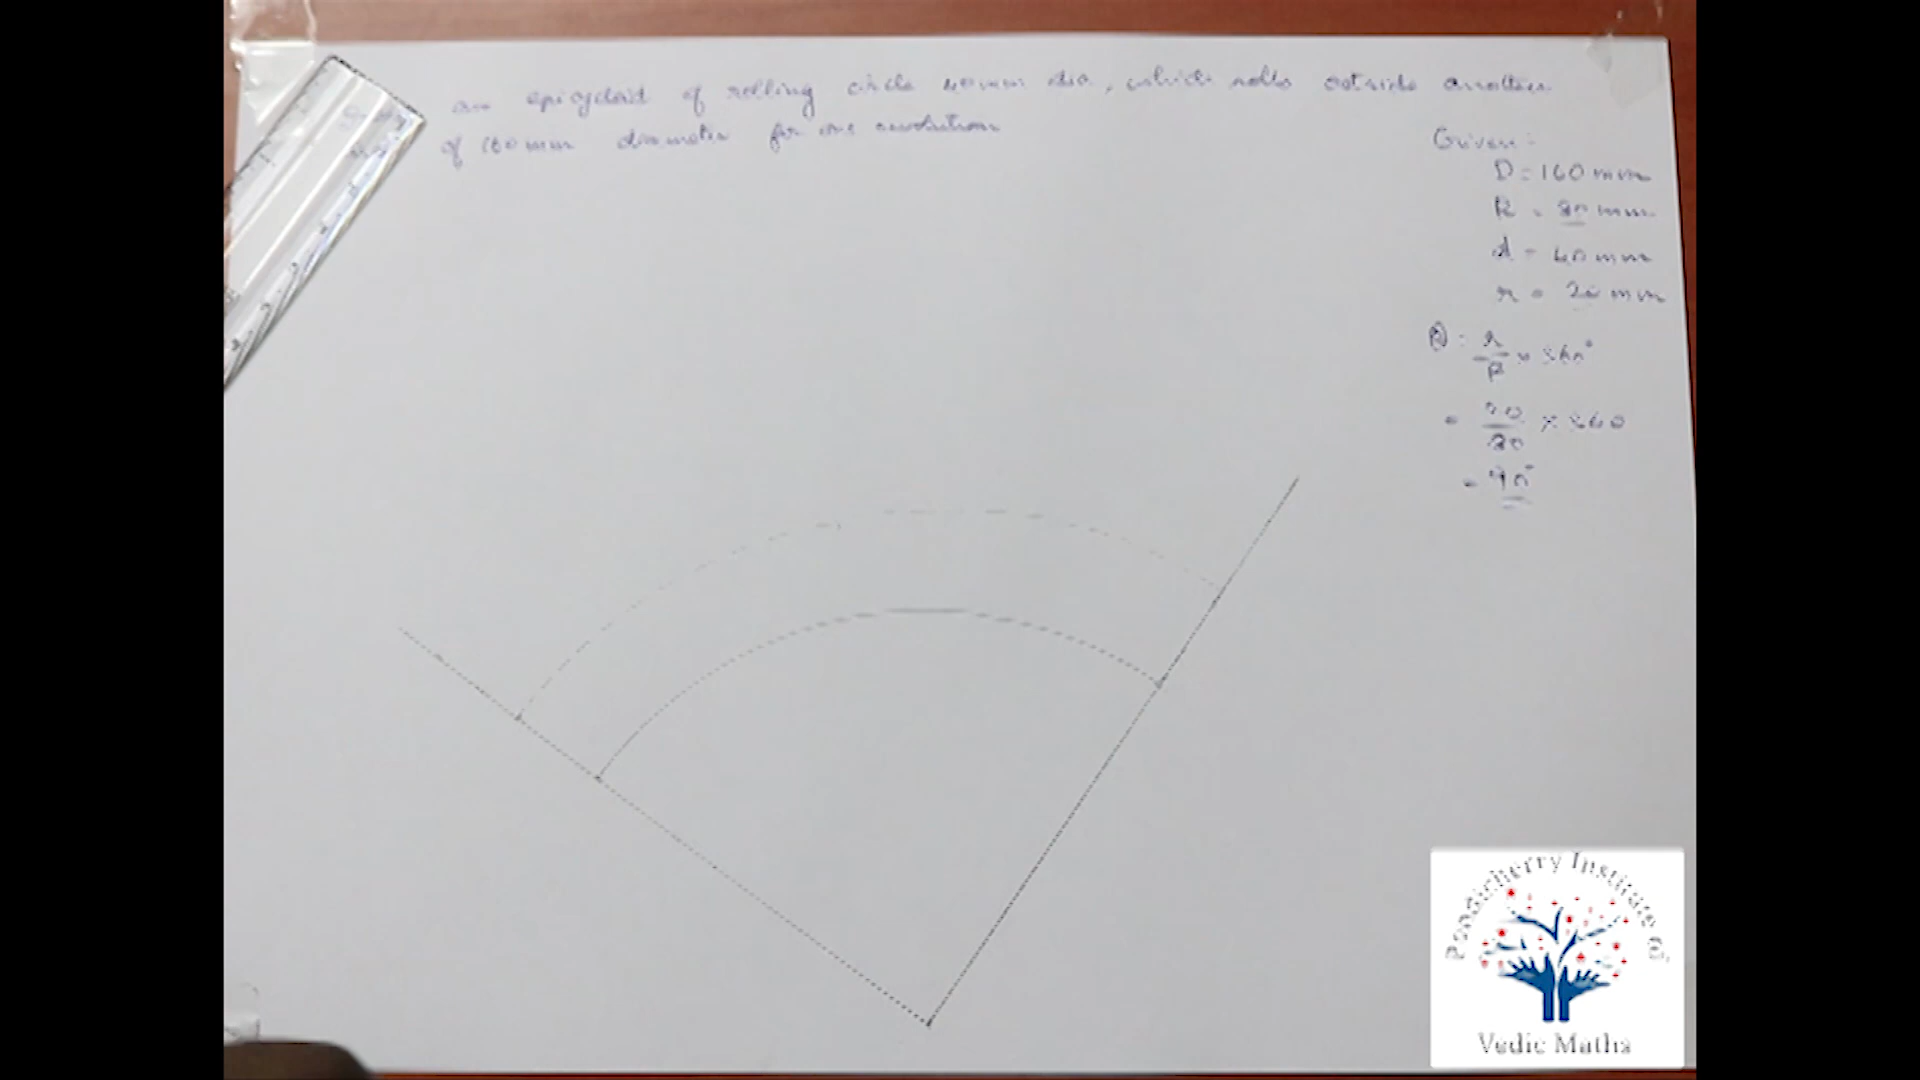 an epicycloid of rolling circle 40mm dia, which rolls outside another
of 160mm diameter for one revolution
Given:
D = 160 mm
R = 80 mm
d = 40 mm
r = 20 mm
θ = r/R × 360°
= 20/80 × 360
= 90°
Pondicherry Institute of
Vedic Maths